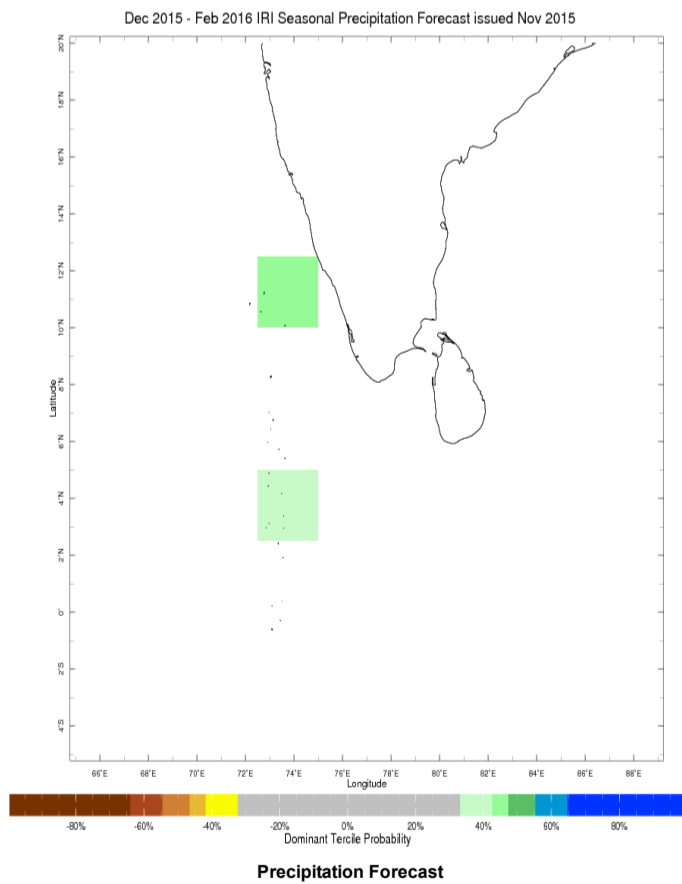 Dec 2015 - Feb 2016 IRI Seasonal Precipitation Forecast issued Nov 2015
20°N
18°N
16°N
14°N
12°N
10°N
8°N
6°N
4°N
2°N
0°
2°S
4°S
Latitude
66°E 68°E 70°E 72°E 74°E 76°E 78°E 80°E 82°E 84°E 86°E 88°E
Longitude
-80% -60% -40% -20% 0% 20% 40% 60% 80%
Dominant Tercile Probability
Precipitation Forecast